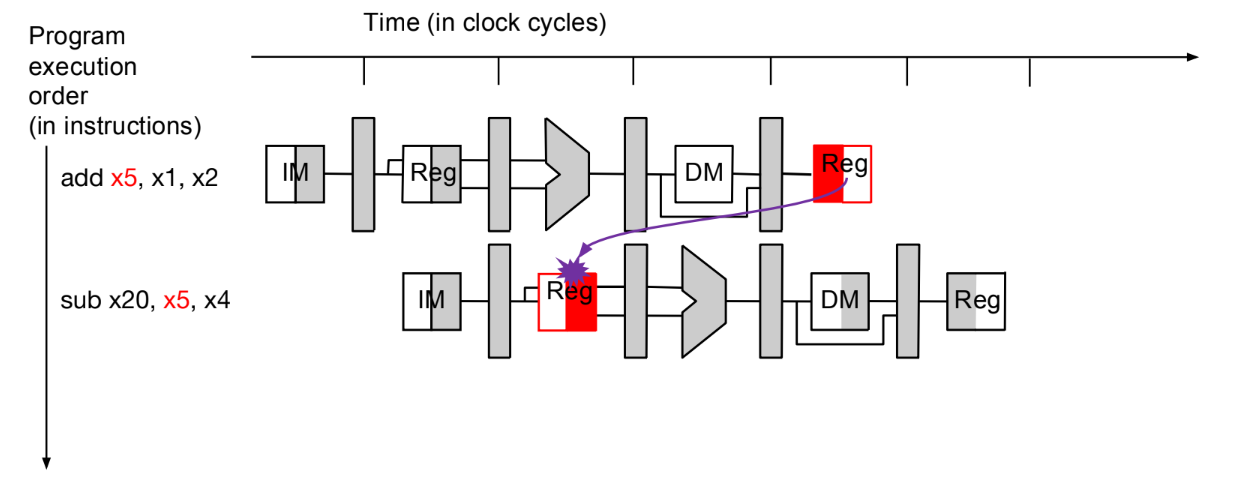 Time (in clock cycles)
Program
execution
order
(in instructions)
add x5, x1, x2
IM
Reg
DM
Reg
sub x20, x5, x4
IM
Reg
DM
Reg